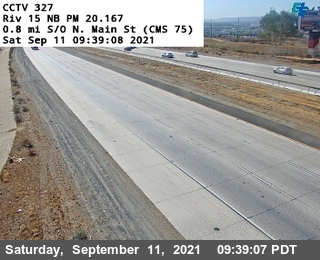 CCTV 327
Riv 15 NB PM 20.167
0.8 mi S/O N. Main St (CMS 75)
Sat Sep 11 09:39:08 2021
Saturday, September 11, 2021 09:39:07 PDT